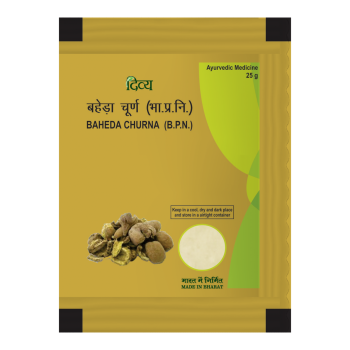 Ayurvedic Medicine
25 g
दिव्य
बहेड़ा चूर्ण (भा.प्र.नि.)
BAHEDA CHURNA (B.P.N.)
Keep in a cool, dry and dark place
and store in a airtight container
भारत में निर्मित
MADE IN BHARAT